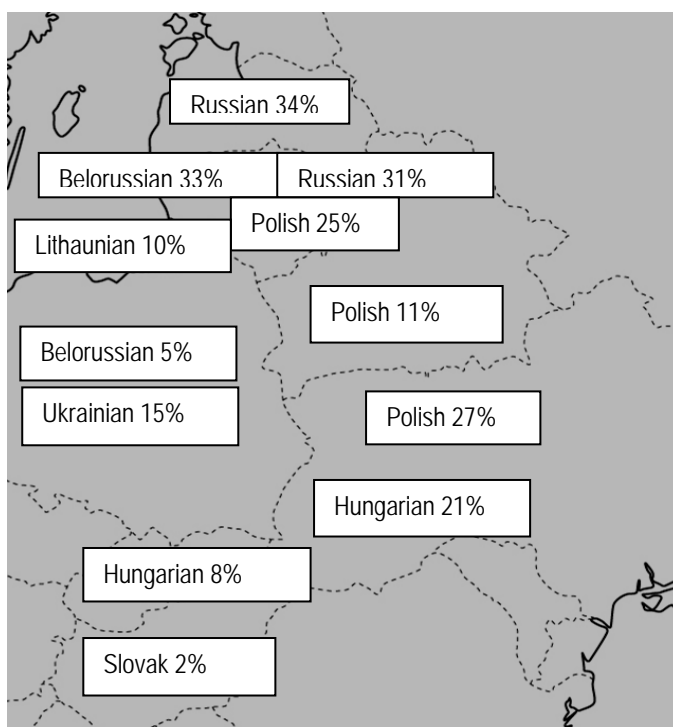 Russian 34%
Belorussian 33%
Russian 31%
Polish 25%
Lithaunian 10%
Polish 11%
Belorussian 5%
Ukrainian 15%
Polish 27%
Hungarian 21%
Hungarian 8%
Slovak 2%